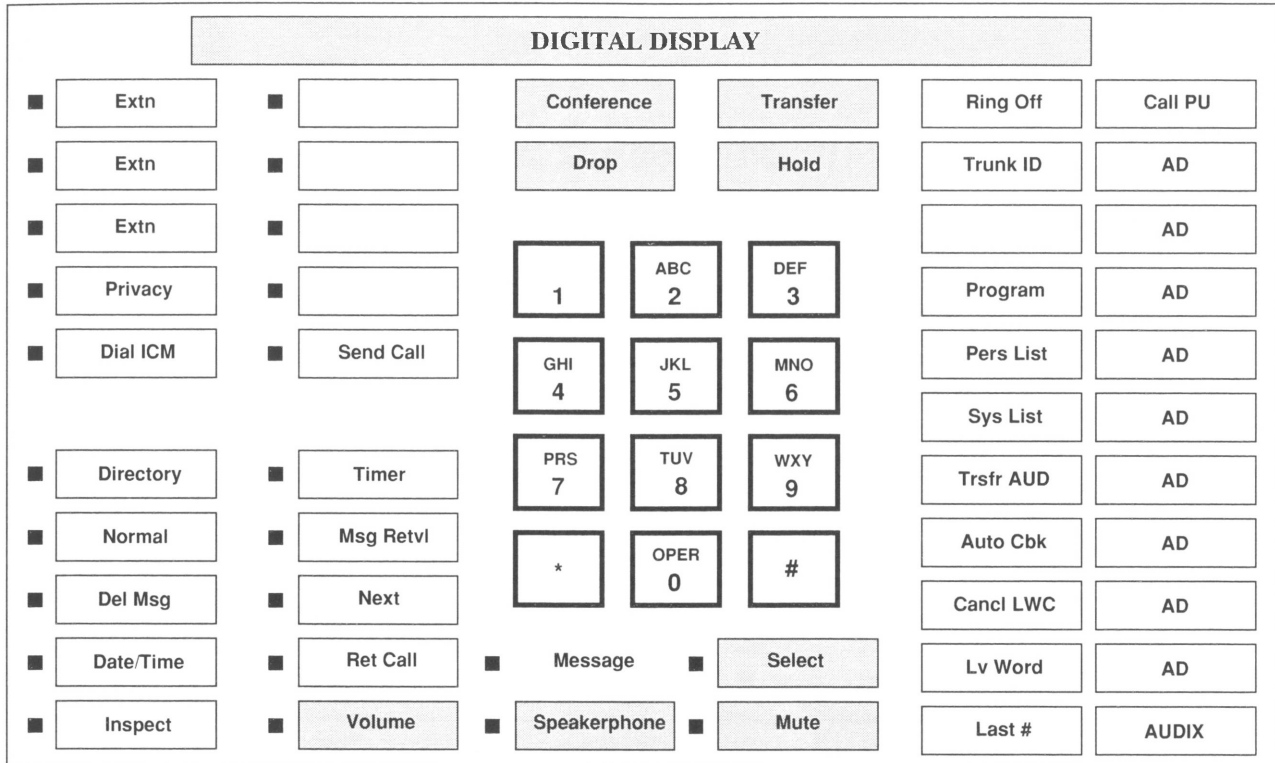 DIGITAL DISPLAY
Extn
Conference
Transfer
Ring Off
Call PU
Extn
Drop
Hold
Trunk ID
AD
Extn
AD
Privacy
Program
AD
Dial ICM
Send Call
Pers List
AD
ABC
1
2
DEF
3
GHI
4
JKL
5
MNO
6
Sys List
AD
Directory
Timer
PRS
7
TUV
8
WXY
9
Trsfr AUD
AD
Normal
Msg Retvl
*
OPER
0
#
Auto Cbk
AD
Del Msg
Next
Cancl LWC
AD
Date/Time
Ret Call
Message
Select
Lv Word
AD
Inspect
Volume
Speakerphone
Mute
Last #
AUDIX